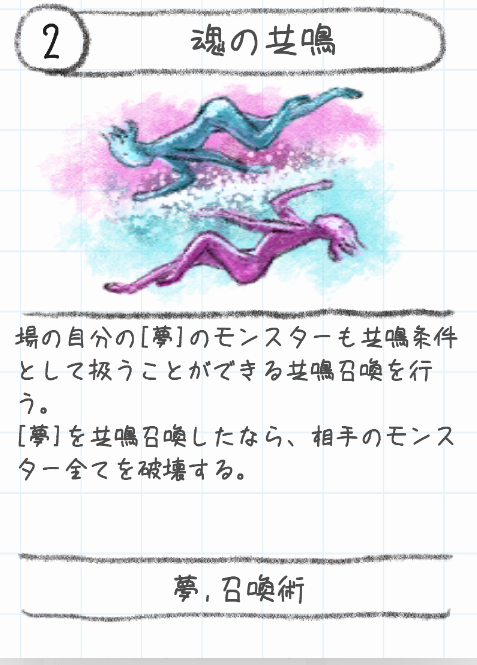 2
魂の共鳴
場の自分の[夢]のモンスターも共鳴条件
として扱うことができる共鳴召喚を行
う。
[夢]を共鳴召喚したなら、相手のモンス
ター全てを破壊する。
夢,召喚術